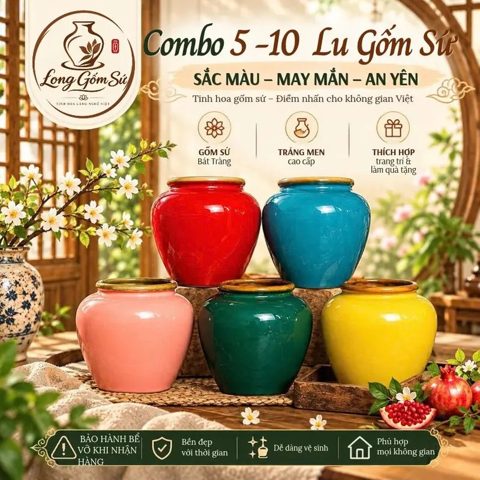 Long Gốm Sứ
TINH HOA LÀNG NGHỀ VIỆT
Combo 5 -10 Lu Gốm Sứ
SẮC MÀU – MAY MẮN – AN YÊN
Tinh hoa gốm sứ – Điểm nhấn cho không gian Việt
GỐM SỨ
Bát Tràng
TRÁNG MEN
cao cấp
THÍCH HỢP
trang trí &
làm quà tặng
BẢO HÀNH BỂ
VỠ KHI NHẬN
HÀNG
Bền đẹp
với thời gian
Dễ dàng vệ sinh
Phù hợp
mọi không gian